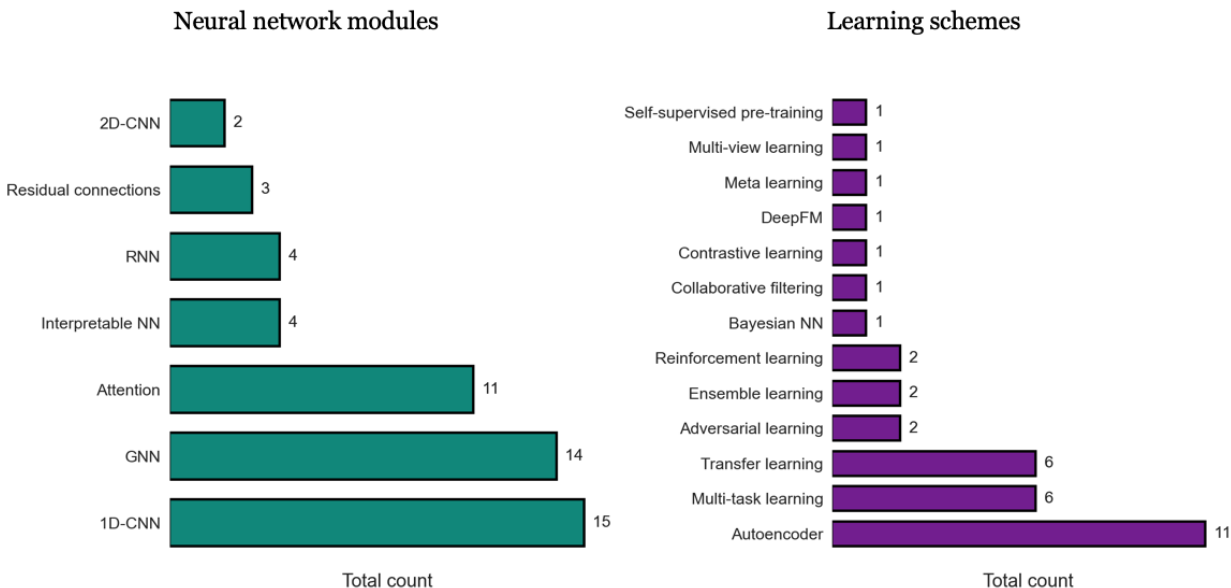 Neural network modules
2D-CNN 2
Residual connections 3
RNN 4
Interpretable NN 4
Attention 11
GNN 14
1D-CNN 15
Total count
Learning schemes
Self-supervised pre-training 1
Multi-view learning 1
Meta learning 1
DeepFM 1
Contrastive learning 1
Collaborative filtering 1
Bayesian NN 1
Reinforcement learning 2
Ensemble learning 2
Adversarial learning 2
Transfer learning 6
Multi-task learning 6
Autoencoder 11
Total count